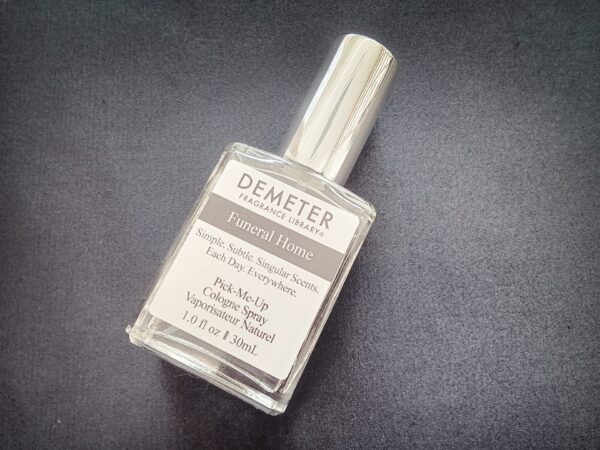 DEMETER
FRAGRANCE LIBRARY®
Funeral Home
Simple. Subtle. Singular Scents.
Each Day. Everywhere.
Pick-Me-Up
Cologne Spray
Vaporisateur Naturel
1.0 fl oz | 30mL